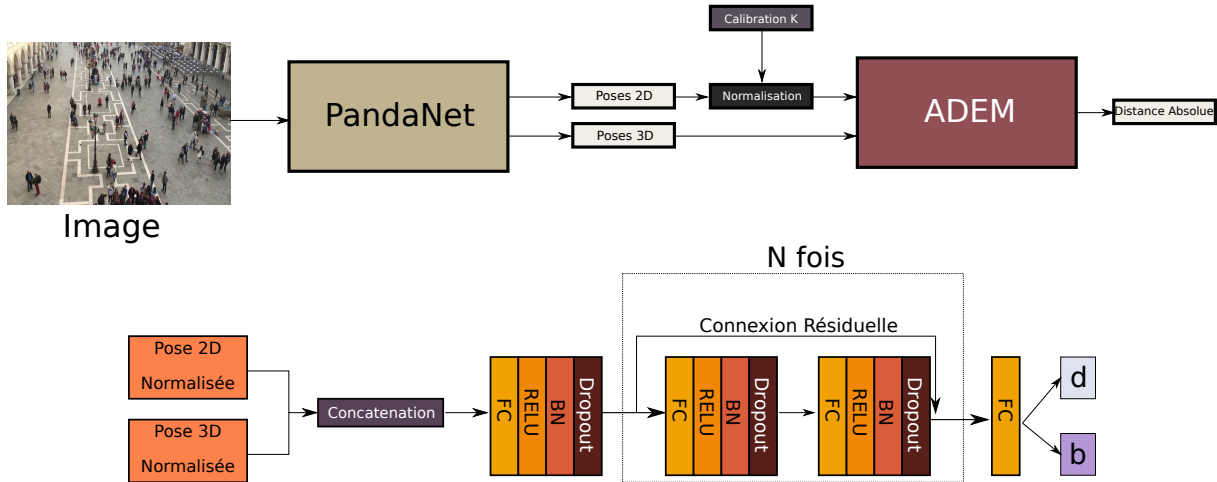 Calibration K
PandaNet
Poses 2D
Normalisation
ADEM
Distance Absolue
Poses 3D
Image
N fois
Connexion Résiduelle
Pose 2D
Normalisée
Pose 3D
Normalisée
Concatenation
FC
RELU
BN
Dropout
FC
RELU
BN
Dropout
FC
RELU
BN
Dropout
FC
d
b